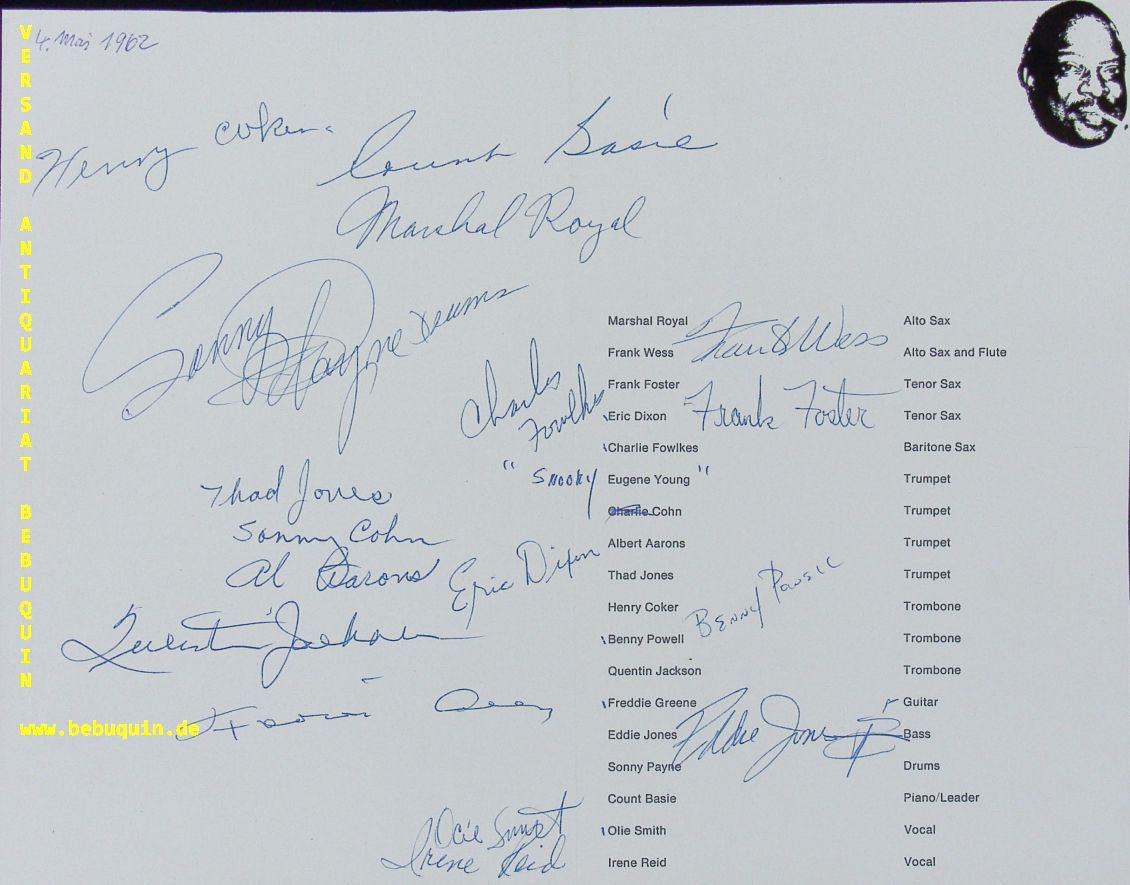 VERSAND ANTIQUARIAT BEBUQUIN
www.bebuquin.de
4. Mai 1962
Henry Coker
Count Basie
Marshal Royal
Sonny Payne Drums
Charles
Fowlkes
Thad Jones
Sonny Cohn
Al Aarons
Eric Dixon
Quentin Jackson
Ocie Smith
Irene Reid
Marshal Royal Alto Sax
Frank Wess Frank Wess Alto Sax and Flute
Frank Foster Tenor Sax
Eric Dixon Frank Foster Tenor Sax
Charlie Fowlkes Baritone Sax
"Snooky Eugene Young" Trumpet
Charlie Cohn Trumpet
Albert Aarons Trumpet
Thad Jones Trumpet
Henry Coker Trombone
Benny Powell Benny Powell Trombone
Quentin Jackson Trombone
Freddie Greene Guitar
Eddie Jones Eddie Jones Bass
Sonny Payne Drums
Count Basie Piano/Leader
Olie Smith Vocal
Irene Reid Vocal